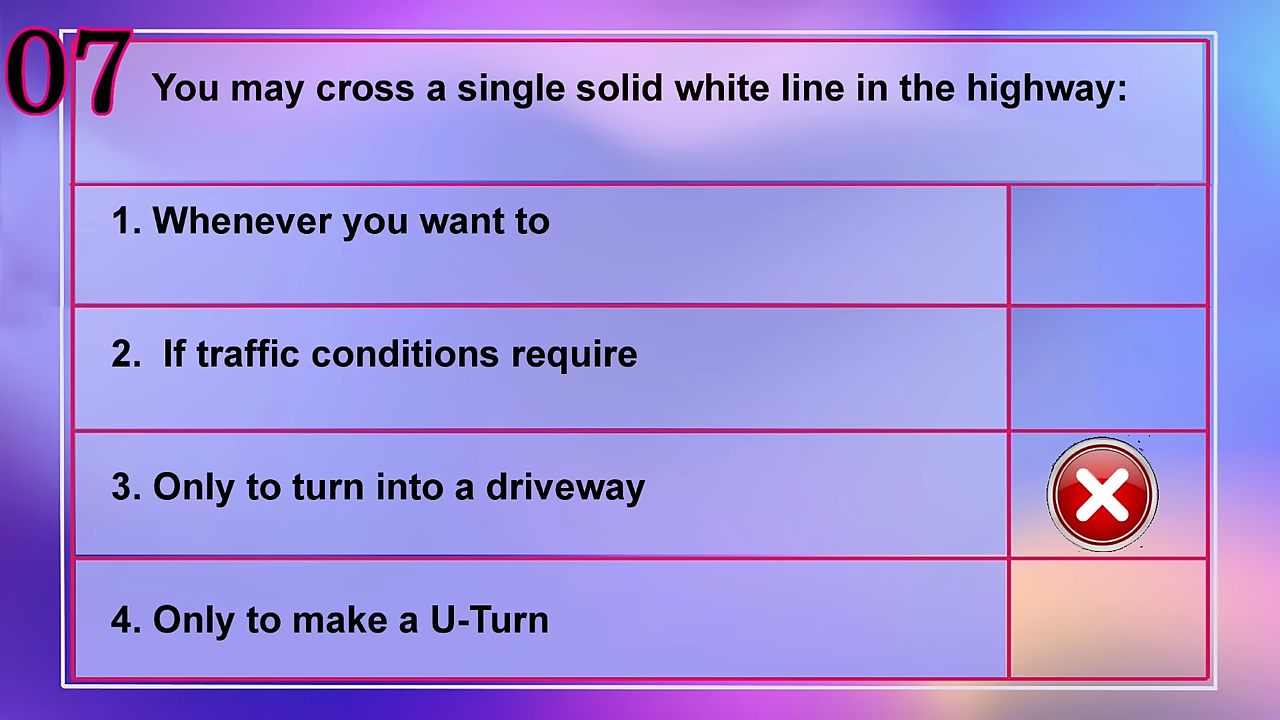 07
You may cross a single solid white line in the highway:
1. Whenever you want to
2. If traffic conditions require
3. Only to turn into a driveway
4. Only to make a U-Turn